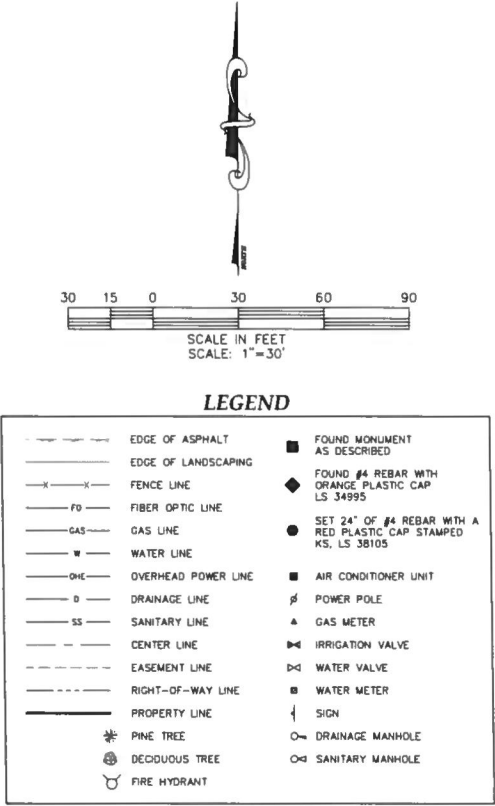 30 15 0 30 60 90
SCALE IN FEET
SCALE: 1"=30'
LEGEND
EDGE OF ASPHALT
EDGE OF LANDSCAPING
X X FENCE LINE
FO FIBER OPTIC LINE
GAS GAS LINE
W WATER LINE
OHE OVERHEAD POWER LINE
D DRAINAGE LINE
SS SANITARY LINE
CENTER LINE
EASEMENT LINE
RIGHT-OF-WAY LINE
PROPERTY LINE
PINE TREE
DECIDUOUS TREE
FIRE HYDRANT
FOUND MONUMENT
AS DESCRIBED
FOUND #4 REBAR WITH
ORANGE PLASTIC CAP
LS 34995
SET 24" OF #4 REBAR WITH A
RED PLASTIC CAP STAMPED
KS, LS 38105
AIR CONDITIONER UNIT
POWER POLE
GAS METER
IRRIGATION VALVE
WATER VALVE
WATER METER
SIGN
DRAINAGE MANHOLE
SANITARY MANHOLE